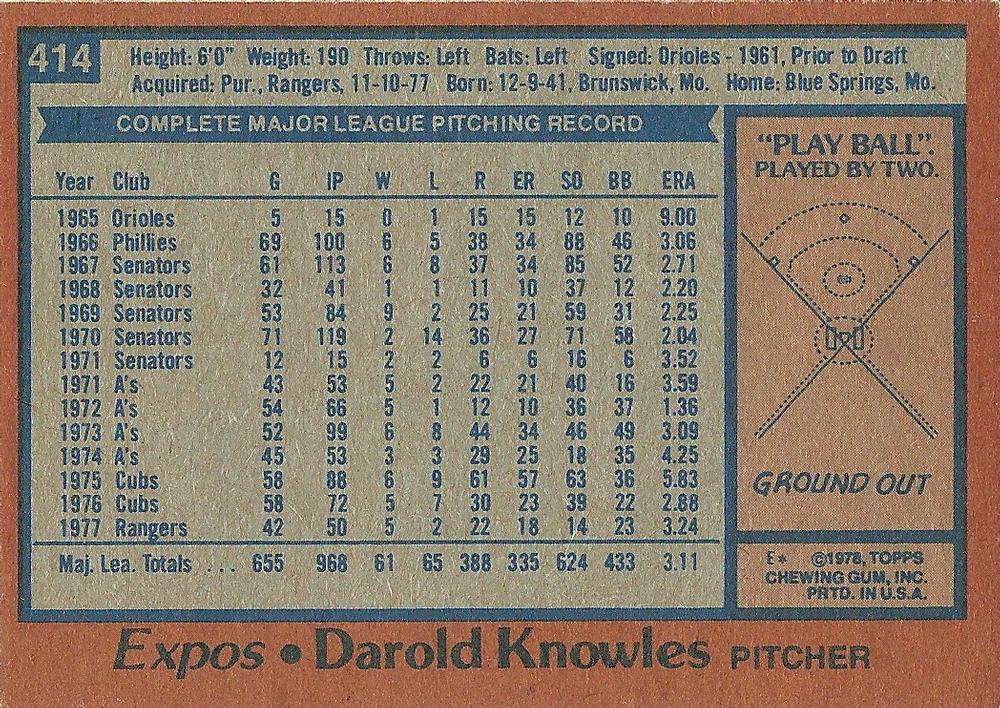 414
Height: 6'0" Weight: 190 Throws: Left Bats: Left Signed: Orioles - 1961, Prior to Draft
Acquired: Pur., Rangers, 11-10-77 Born: 12-9-41, Brunswick, Mo. Home: Blue Springs, Mo.
COMPLETE MAJOR LEAGUE PITCHING RECORD
Year Club G IP W L R ER SO BB ERA
1965 Orioles 5 15 0 1 15 15 12 10 9.00
1966 Phillies 69 100 6 5 38 34 88 46 3.06
1967 Senators 61 113 6 8 37 34 85 52 2.71
1968 Senators 32 41 1 1 11 10 37 12 2.20
1969 Senators 53 84 9 2 25 21 59 31 2.25
1970 Senators 71 119 2 14 36 27 71 58 2.04
1971 Senators 12 15 2 2 6 6 16 6 3.52
1971 A's 43 53 5 2 22 21 40 16 3.59
1972 A's 54 66 5 1 12 10 36 37 1.36
1973 A's 52 99 6 8 44 34 46 49 3.09
1974 A's 45 53 3 3 29 25 18 35 4.25
1975 Cubs 58 88 6 9 61 57 63 36 5.83
1976 Cubs 58 72 5 7 30 23 39 22 2.88
1977 Rangers 42 50 5 2 22 18 14 23 3.24
Maj. Lea. Totals ... 655 968 61 65 388 335 624 433 3.11
"PLAY BALL".
PLAYED BY TWO.
GROUND OUT
E* ©1978, TOPPS
CHEWING GUM, INC.
PRTD. IN U.S.A.
Expos • Darold Knowles PITCHER